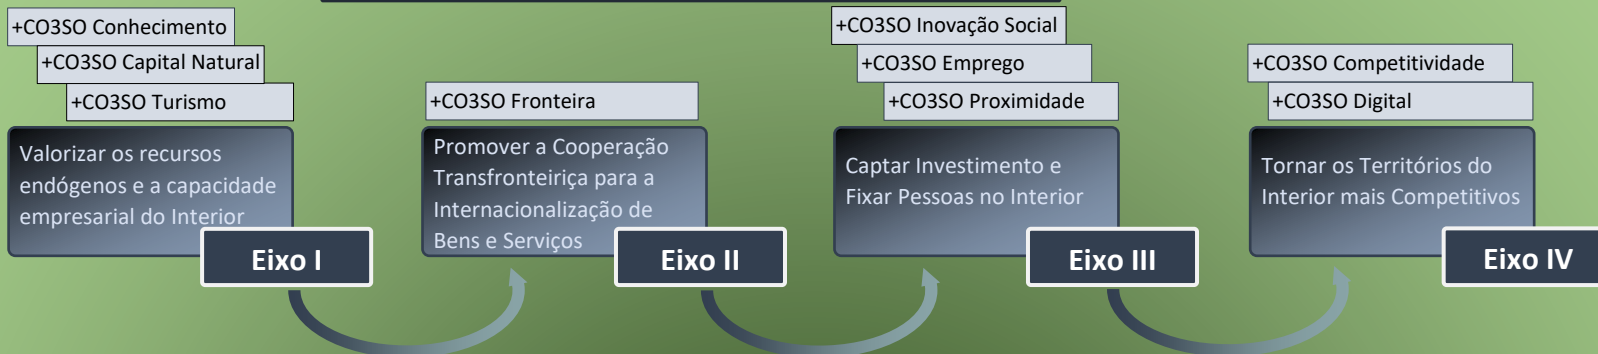 +CO3SO Conhecimento
+CO3SO Capital Natural
+CO3SO Turismo
Valorizar os recursos
endógenos e a capacidade
empresarial do Interior
Eixo I
+CO3SO Fronteira
Promover a Cooperação
Transfronteiriça para a
Internacionalização de
Bens e Serviços
Eixo II
+CO3SO Inovação Social
+CO3SO Emprego
+CO3SO Proximidade
Captar Investimento e
Fixar Pessoas no Interior
Eixo III
+CO3SO Competitividade
+CO3SO Digital
Tornar os Territórios do
Interior mais Competitivos
Eixo IV